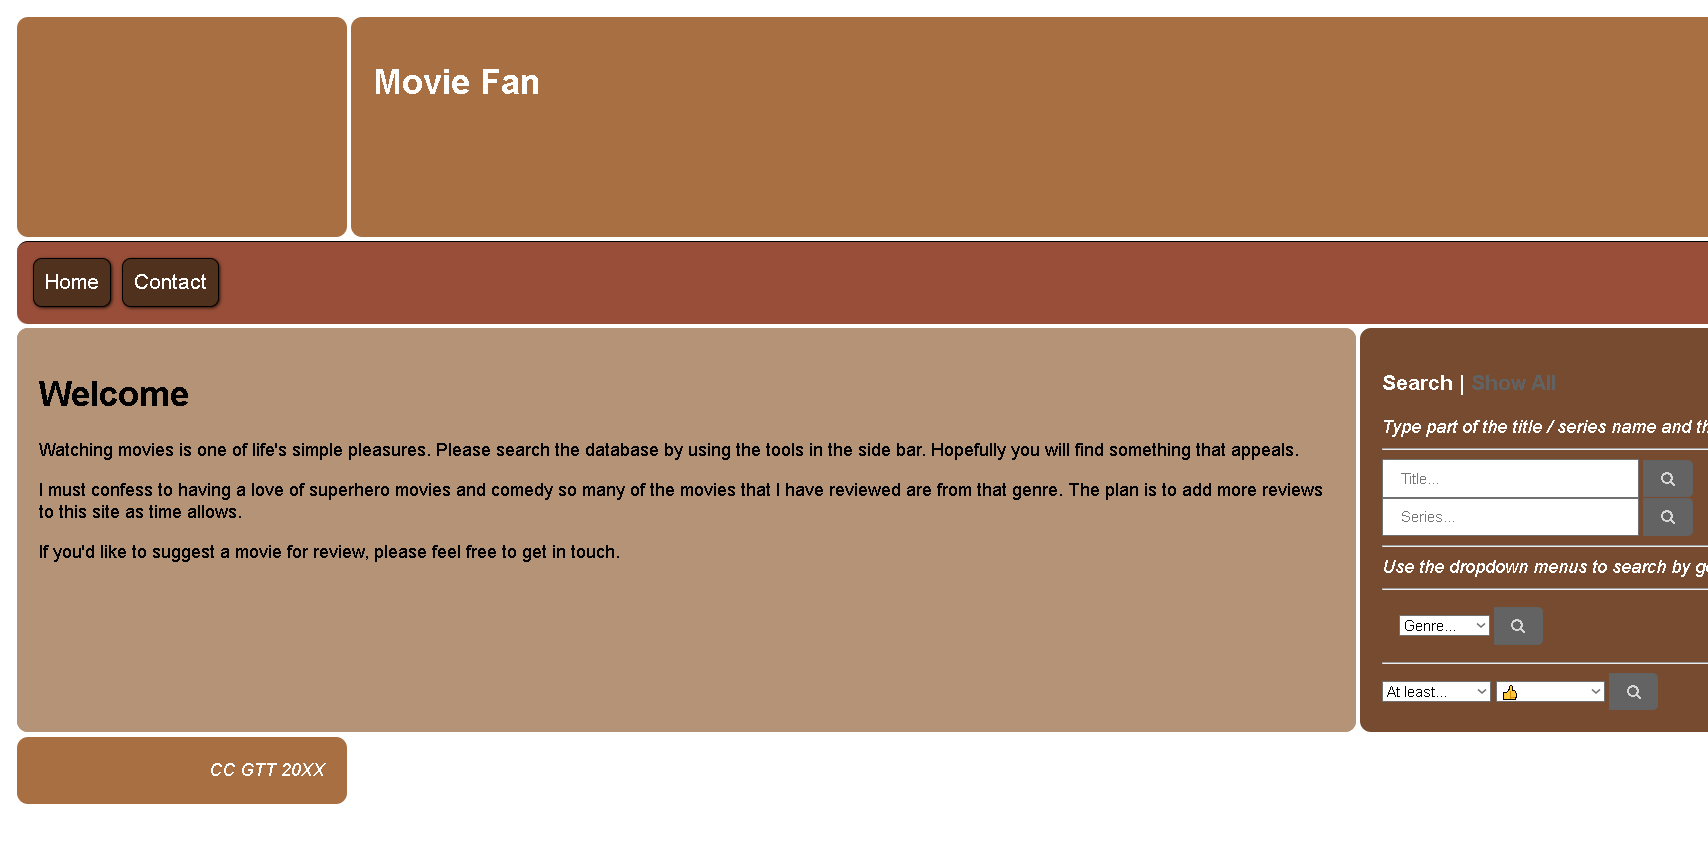 Movie Fan
Home Contact
Welcome
Watching movies is one of life's simple pleasures. Please search the database by using the tools in the side bar. Hopefully you will find something that appeals.
I must confess to having a love of superhero movies and comedy so many of the movies that I have reviewed are from that genre. The plan is to add more reviews
to this site as time allows.
If you'd like to suggest a movie for review, please feel free to get in touch.
Search | Show All
Type part of the title / series name and
Title...
Series...
Use the dropdown menus to search by
Genre...
At least...
CC GTT 20XX